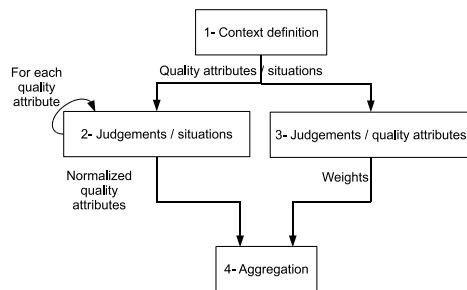 1- Context definition
Quality attributes / situations
For each
quality
attribute
2- Judgements / situations
3- Judgements / quality attributes
Normalized
quality
attributes
Weights
4- Aggregation